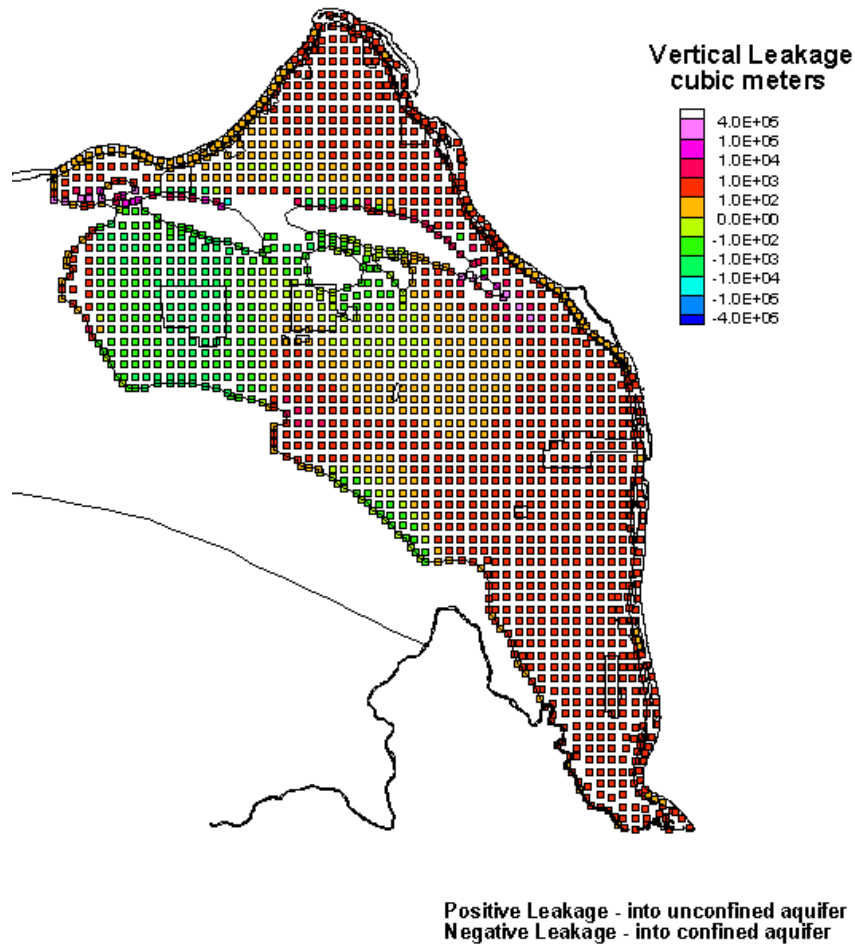 Vertical Leakage
cubic meters
4.0E+05
1.0E+05
1.0E+04
1.0E+03
1.0E+02
0.0E+00
-1.0E+02
-1.0E+03
-1.0E+04
-1.0E+05
-4.0E+05
Positive Leakage - into unconfined aquifer
Negative Leakage - into confined aquifer